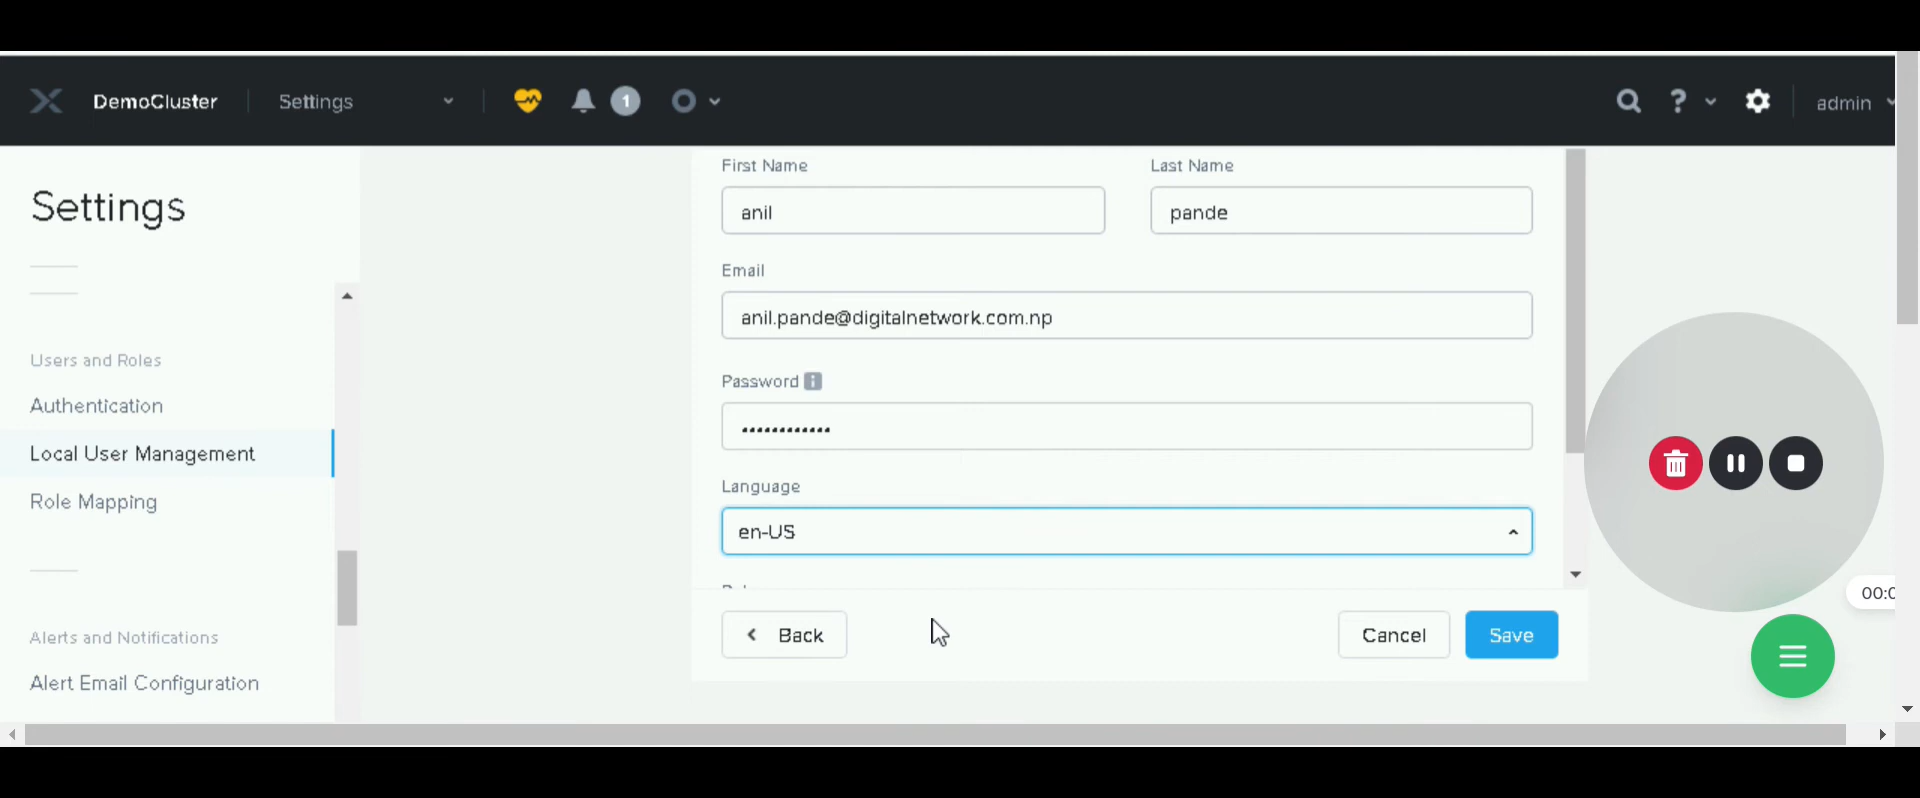 DemoCluster
Settings
1
?
admin
Settings
Users and Roles
Authentication
Local User Management
Role Mapping
Alerts and Notifications
Alert Email Configuration
First Name
Last Name
anil
pande
Email
anil.pande@digitalnetwork.com.np
Password
••••••••••••
Language
en-US
Back
Cancel
Save